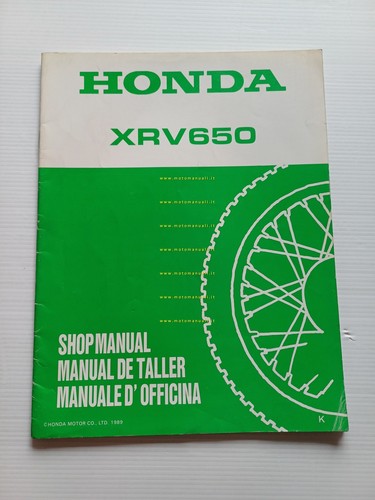 HONDA
XRV650
www.motomanuali.it
www.motomanuali.it
www.motomanuali.it
www.motomanuali.it
www.motomanuali.it
www.motomanuali.it
www.motomanuali.it
SHOP MANUAL
MANUAL DE TALLER
MANUALE D' OFFICINA
© HONDA MOTOR CO., LTD. 1989
K